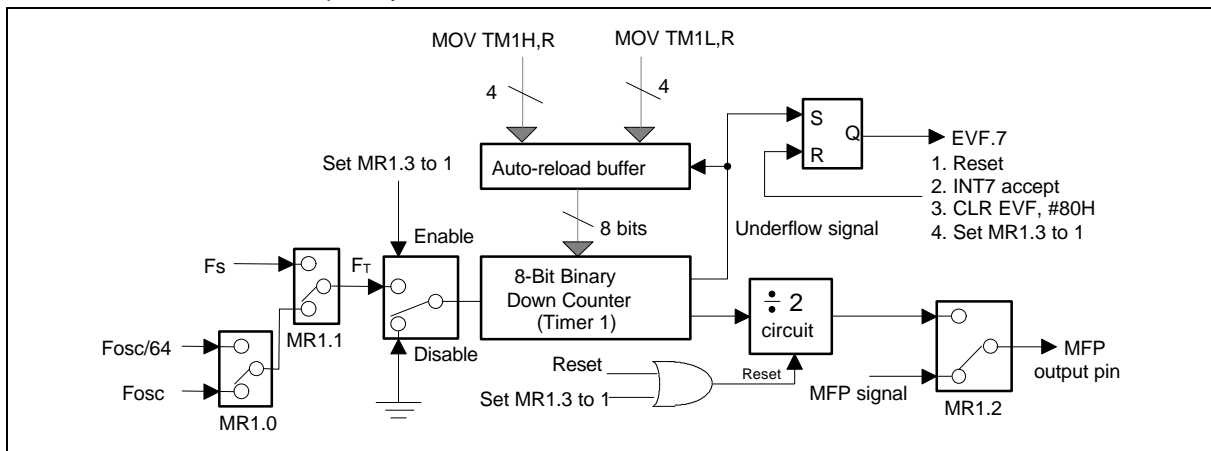 MOV TM1H,R
MOV TM1L,R
4
4
S
Q
R
EVF.7
1. Reset
2. INT7 accept
3. CLR EVF, #80H
4. Set MR1.3 to 1
Auto-reload buffer
Set MR1.3 to 1
8 bits
Underflow signal
Enable
Fs
FT
8-Bit Binary
Down Counter
(Timer 1)
÷ 2
circuit
MR1.1
Fosc/64
Disable
Fosc
MR1.0
Reset
Reset
Set MR1.3 to 1
MFP signal
MFP
output pin
MR1.2